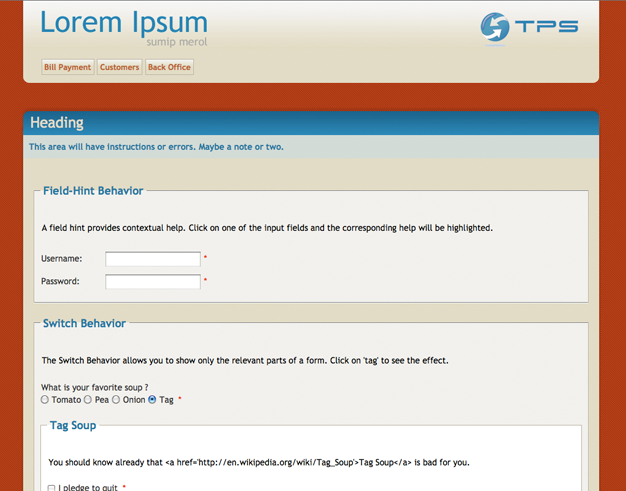 Lorem Ipsum
sumip merol
TPS
Bill Payment Customers Back Office
Heading
This area will have instructions or errors. Maybe a note or two.
Field-Hint Behavior
A field hint provides contextual help. Click on one of the input fields and the corresponding help will be highlighted.
Username: *
Password: *
Switch Behavior
The Switch Behavior allows you to show only the relevant parts of a form. Click on 'tag' to see the effect.
What is your favorite soup ?
Tomato Pea Onion Tag *
Tag Soup
You should know already that <a href='http://en.wikipedia.org/wiki/Tag_Soup'>Tag Soup</a> is bad for you.
I pledge to quit *